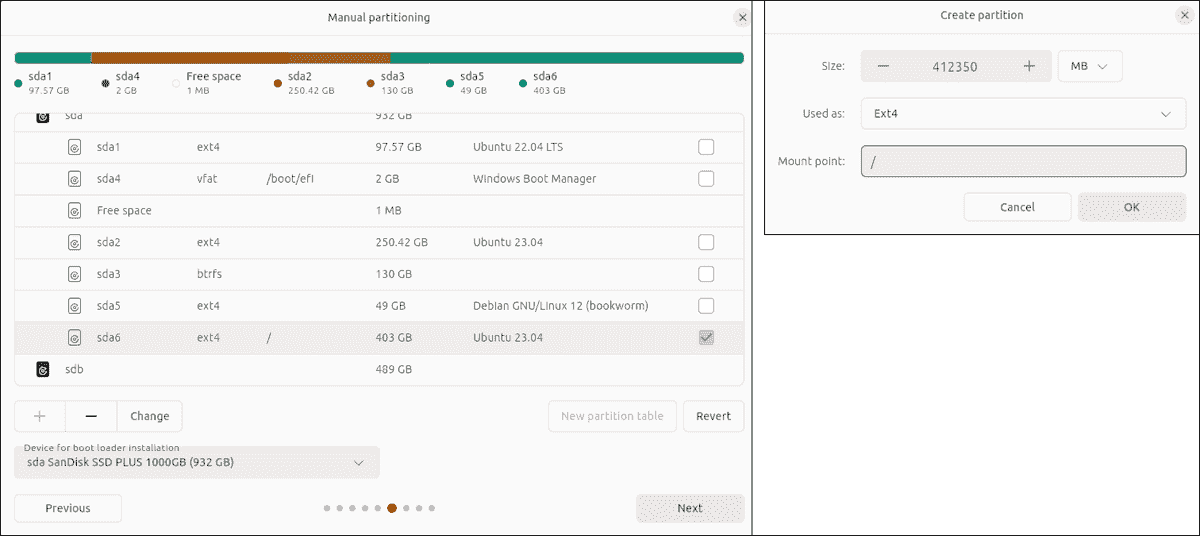 Manual partitioning
sda1 sda4 Free space sda2 sda3 sda5 sda6
97.57 GB 2 GB 1 MB 250.42 GB 130 GB 49 GB 403 GB
sda 932 GB
sda1 ext4 97.57 GB Ubuntu 22.04 LTS
sda4 vfat /boot/efi 2 GB Windows Boot Manager
Free space 1 MB
sda2 ext4 250.42 GB Ubuntu 23.04
sda3 btrfs 130 GB
sda5 ext4 49 GB Debian GNU/Linux 12 (bookworm)
sda6 ext4 / 403 GB Ubuntu 23.04
sdb 489 GB
+ − Change New partition table Revert
Device for boot loader installation
sda SanDisk SSD PLUS 1000GB (932 GB)
Previous Next
Create partition
Size: − 412350 + MB
Used as: Ext4
Mount point: /
Cancel OK